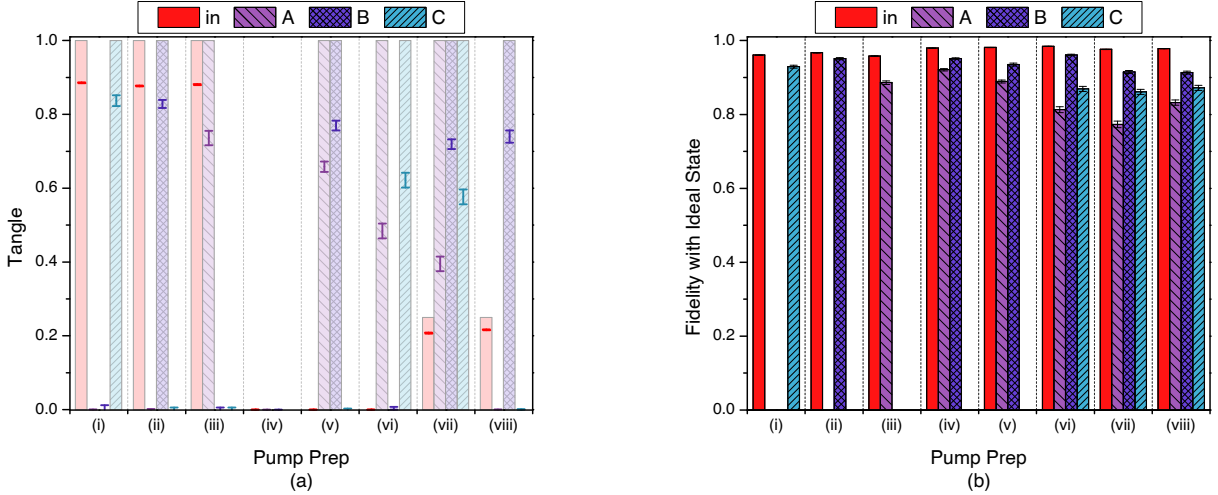 in A B C
Tangle
1.0
0.8
0.6
0.4
0.2
0.0
(i) (ii) (iii) (iv) (v) (vi) (vii) (viii)
Pump Prep
(a)
in A B C
Fidelity with Ideal State
1.0
0.8
0.6
0.4
0.2
0.0
(i) (ii) (iii) (iv) (v) (vi) (vii) (viii)
Pump Prep
(b)